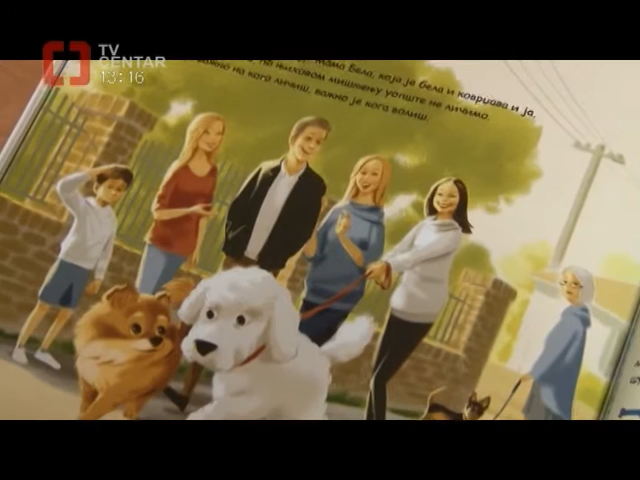 TV
CENTAR
13:16
мама Бела, која је бела и коврџава и ја,
по њиховом мишљењу уопште не личимо.
важно на кога личиш, важно је кога волиш.